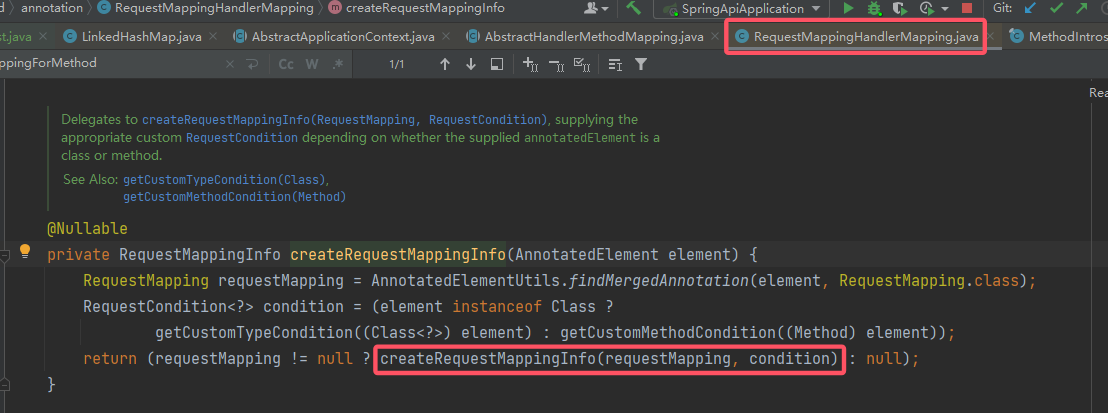 d › annotation › RequestMappingHandlerMapping › createRequestMappingInfo
SpringApiApplication
Git:
st.java
LinkedHashMap.java
AbstractApplicationContext.java
AbstractHandlerMethodMapping.java
RequestMappingHandlerMapping.java
MethodIntros
ppingForMethod
Cc W .* 1/1
Rea
Delegates to createRequestMappingInfo(RequestMapping, RequestCondition), supplying the
appropriate custom RequestCondition depending on whether the supplied annotatedElement is a
class or method.
See Also: getCustomTypeCondition(Class),
getCustomMethodCondition(Method)
@Nullable
private RequestMappingInfo createRequestMappingInfo(AnnotatedElement element) {
RequestMapping requestMapping = AnnotatedElementUtils.findMergedAnnotation(element, RequestMapping.class);
RequestCondition<?> condition = (element instanceof Class ?
getCustomTypeCondition((Class<?>) element) : getCustomMethodCondition((Method) element));
return (requestMapping != null ? createRequestMappingInfo(requestMapping, condition) : null);
}